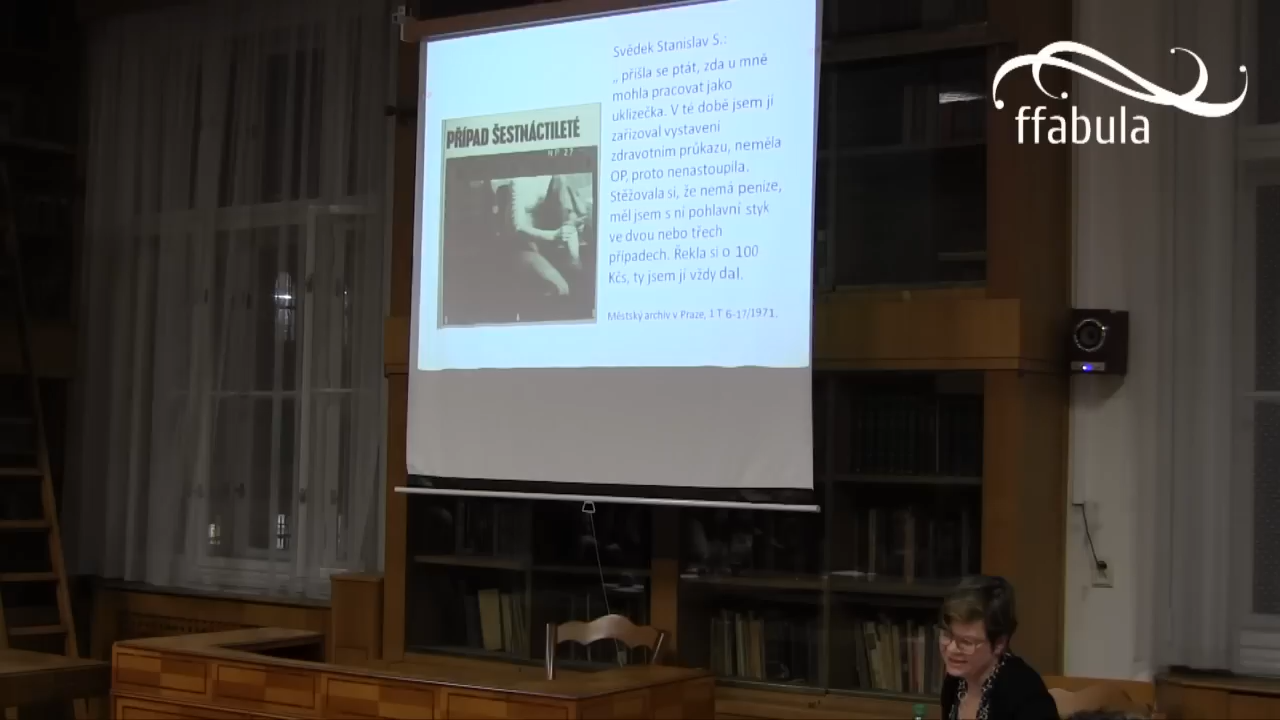 Svědek Stanislav S.:
„ přišla se ptát, zda u mně
mohla pracovat jako
uklízečka. V té době jsem jí
zařizoval vystavení
zdravotním průkazu, neměla
OP, proto nenastoupila.
Stěžovala si, že nemá peníze,
měl jsem s ní pohlavní styk
ve dvou nebo třech
případech. Řekla si o 100
Kčs, ty jsem jí vždy dal.
Městský archiv v Praze, 1 T 6-17/1971.
PŘÍPAD ŠESTNÁCTILETÉ
ffabula